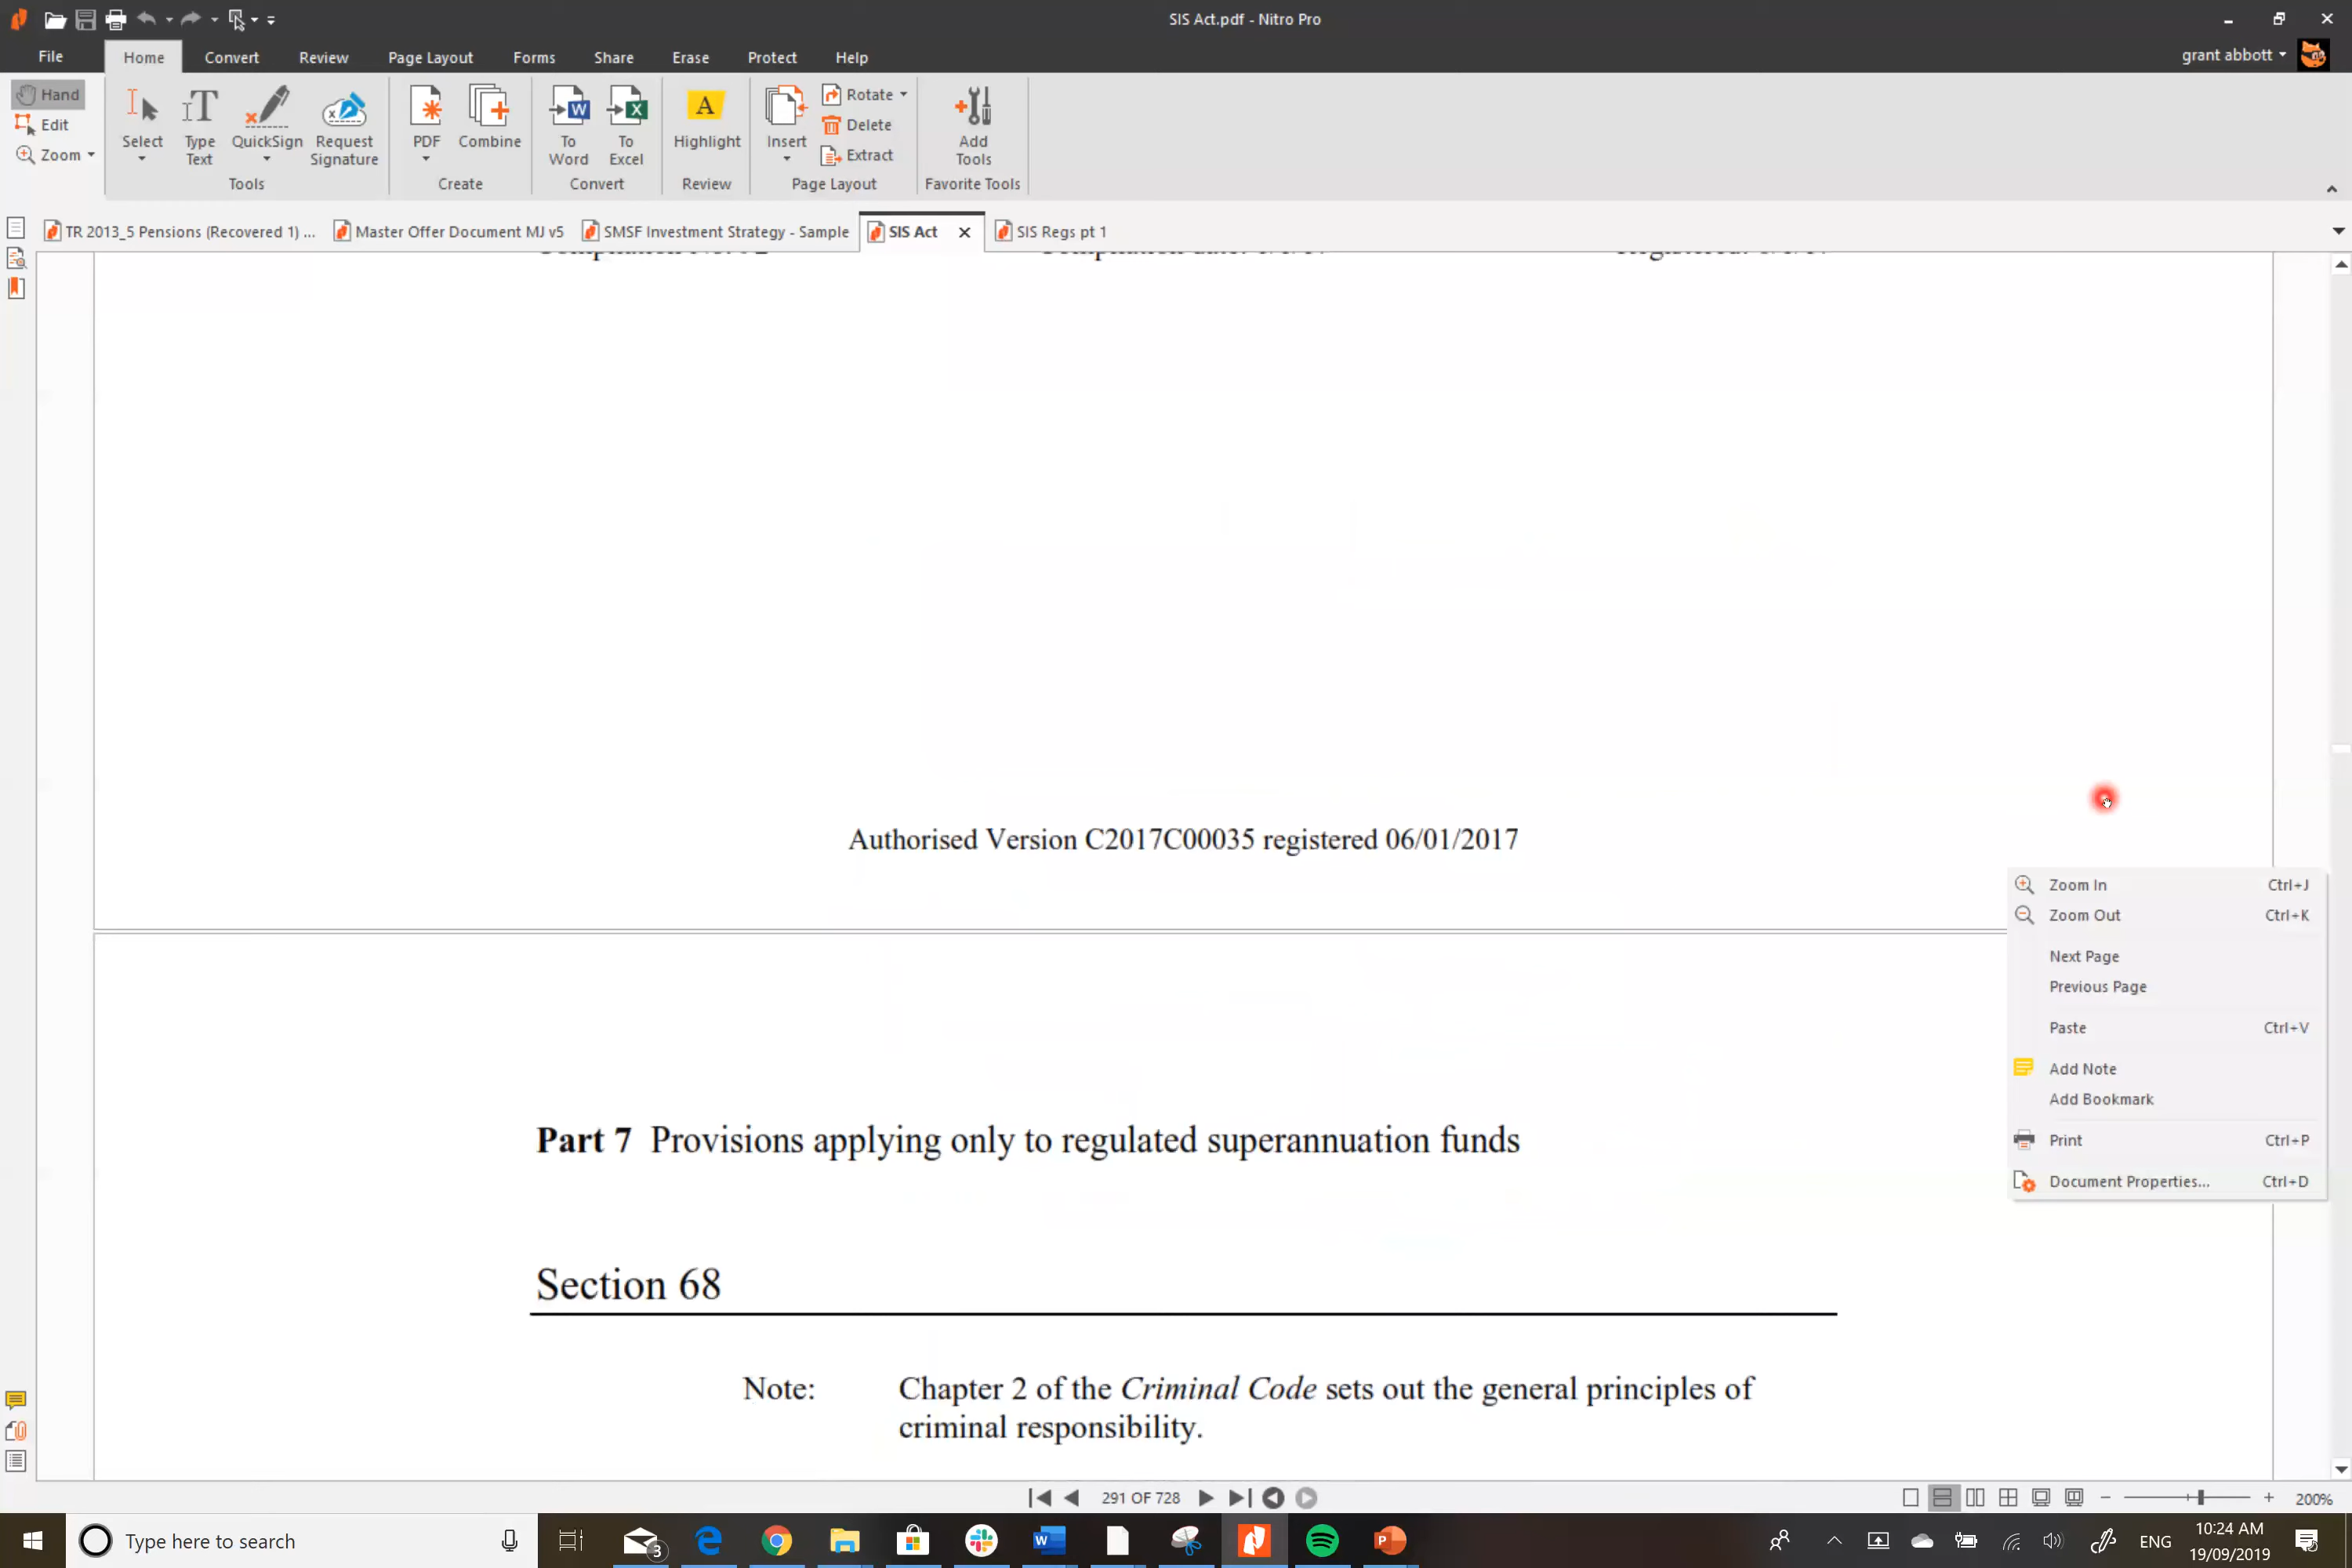 SIS Act.pdf - Nitro Pro
File Home Convert Review Page Layout Forms Share Erase Protect Help
grant abbott
Hand
Edit
Zoom
Select
Type Text
QuickSign
Request Signature
Tools
PDF
Combine
Create
To Word
To Excel
Convert
Highlight
Review
Insert
Rotate
Delete
Extract
Page Layout
Add Tools
Favorite Tools
TR 2013_5 Pensions (Recovered 1) ... Master Offer Document MJ v5 SMSF Investment Strategy - Sample SIS Act SIS Regs pt 1
Authorised Version C2017C00035 registered 06/01/2017
Zoom In Ctrl+J
Zoom Out Ctrl+K
Next Page
Previous Page
Paste Ctrl+V
Add Note
Add Bookmark
Print Ctrl+P
Document Properties... Ctrl+D
Part 7 Provisions applying only to regulated superannuation funds
Section 68
Note: Chapter 2 of the Criminal Code sets out the general principles of
criminal responsibility.
291 OF 728
200%
Type here to search
3
ENG
10:24 AM
19/09/2019